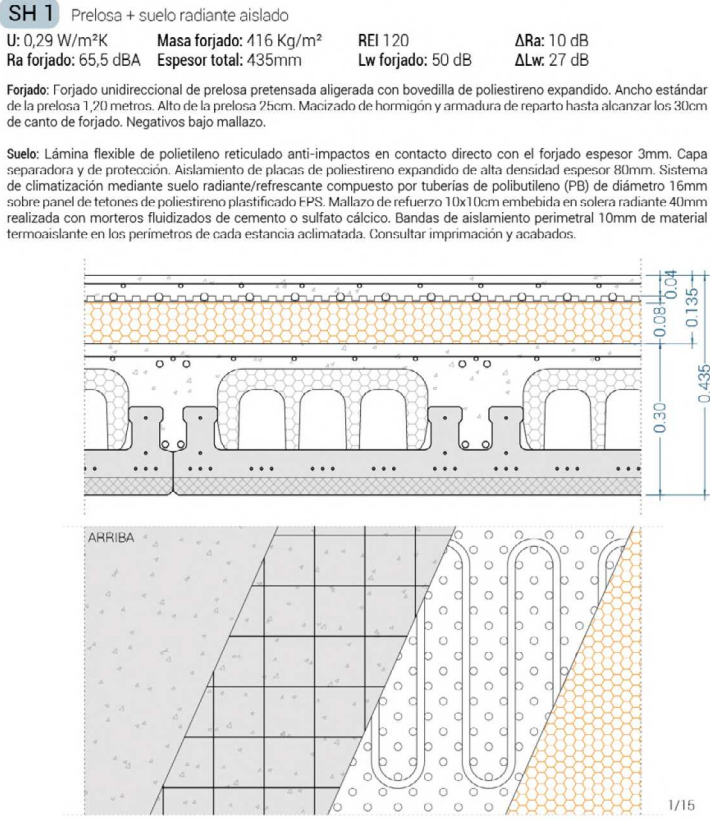 SH 1 Prelosa + suelo radiante aislado
U: 0,29 W/m²K Masa forjado: 416 Kg/m² REI 120 ΔRa: 10 dB
Ra forjado: 65,5 dBA Espesor total: 435mm Lw forjado: 50 dB ΔLw: 27 dB
Forjado: Forjado unidireccional de prelosa pretensada aligerada con bovedilla de poliestireno expandido. Ancho estándar
de la prelosa 1,20 metros. Alto de la prelosa 25cm. Macizado de hormigón y armadura de reparto hasta alcanzar los 30cm
de canto de forjado. Negativos bajo mallazo.
Suelo: Lámina flexible de polietileno reticulado anti-impactos en contacto directo con el forjado espesor 3mm. Capa
separadora y de protección. Aislamiento de placas de poliestireno expandido de alta densidad espesor 80mm. Sistema
de climatización mediante suelo radiante/refrescante compuesto por tuberías de polibutileno (PB) de diámetro 16mm
sobre panel de tetones de poliestireno plastificado EPS. Mallazo de refuerzo 10x10cm embebida en solera radiante 40mm
realizada con morteros fluidizados de cemento o sulfato cálcico. Bandas de aislamiento perimetral 10mm de material
termoaislante en los perímetros de cada estancia aclimatada. Consultar imprimación y acabados.
0.04
0.08
0.135
0.30
0.435
ARRIBA
1/15